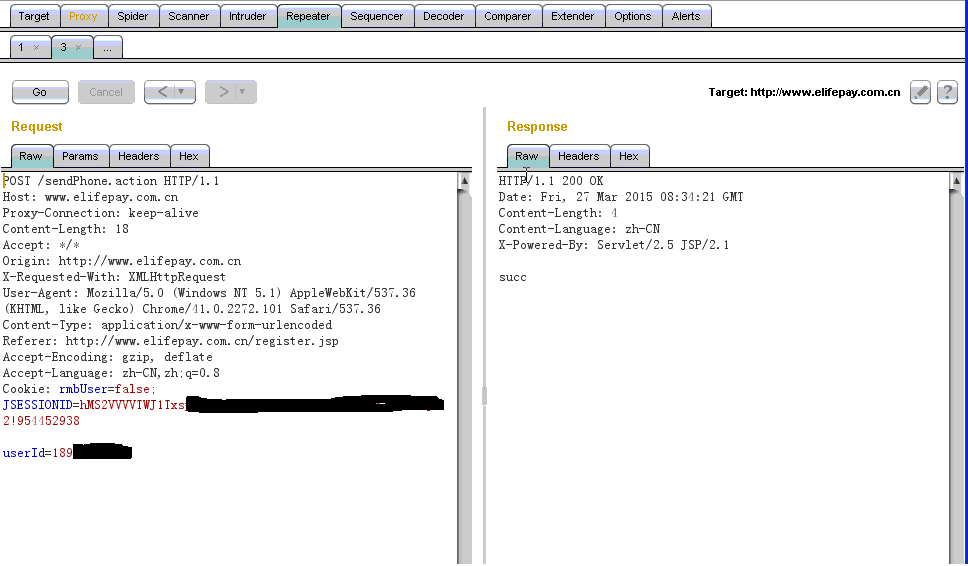 Target Proxy Spider Scanner Intruder Repeater Sequencer Decoder Comparer Extender Options Alerts
1 × 3 × ...
Go Cancel < > Target: http://www.elifepay.com.cn ?
Request
Raw Params Headers Hex
POST /sendPhone.action HTTP/1.1
Host: www.elifepay.com.cn
Proxy-Connection: keep-alive
Content-Length: 18
Accept: */*
Origin: http://www.elifepay.com.cn
X-Requested-With: XMLHttpRequest
User-Agent: Mozilla/5.0 (Windows NT 5.1) AppleWebKit/537.36
(KHTML, like Gecko) Chrome/41.0.2272.101 Safari/537.36
Content-Type: application/x-www-form-urlencoded
Referer: http://www.elifepay.com.cn/register.jsp
Accept-Encoding: gzip, deflate
Accept-Language: zh-CN,zh;q=0.8
Cookie: rmbUser=false;
JSESSIONID=hMS2VVVVTWJ1Txs
2!954452938
userId=189
Response
Raw Headers Hex
HTTP/1.1 200 OK
Date: Fri, 27 Mar 2015 08:34:21 GMT
Content-Length: 4
Content-Language: zh-CN
X-Powered-By: Servlet/2.5 JSP/2.1
succ